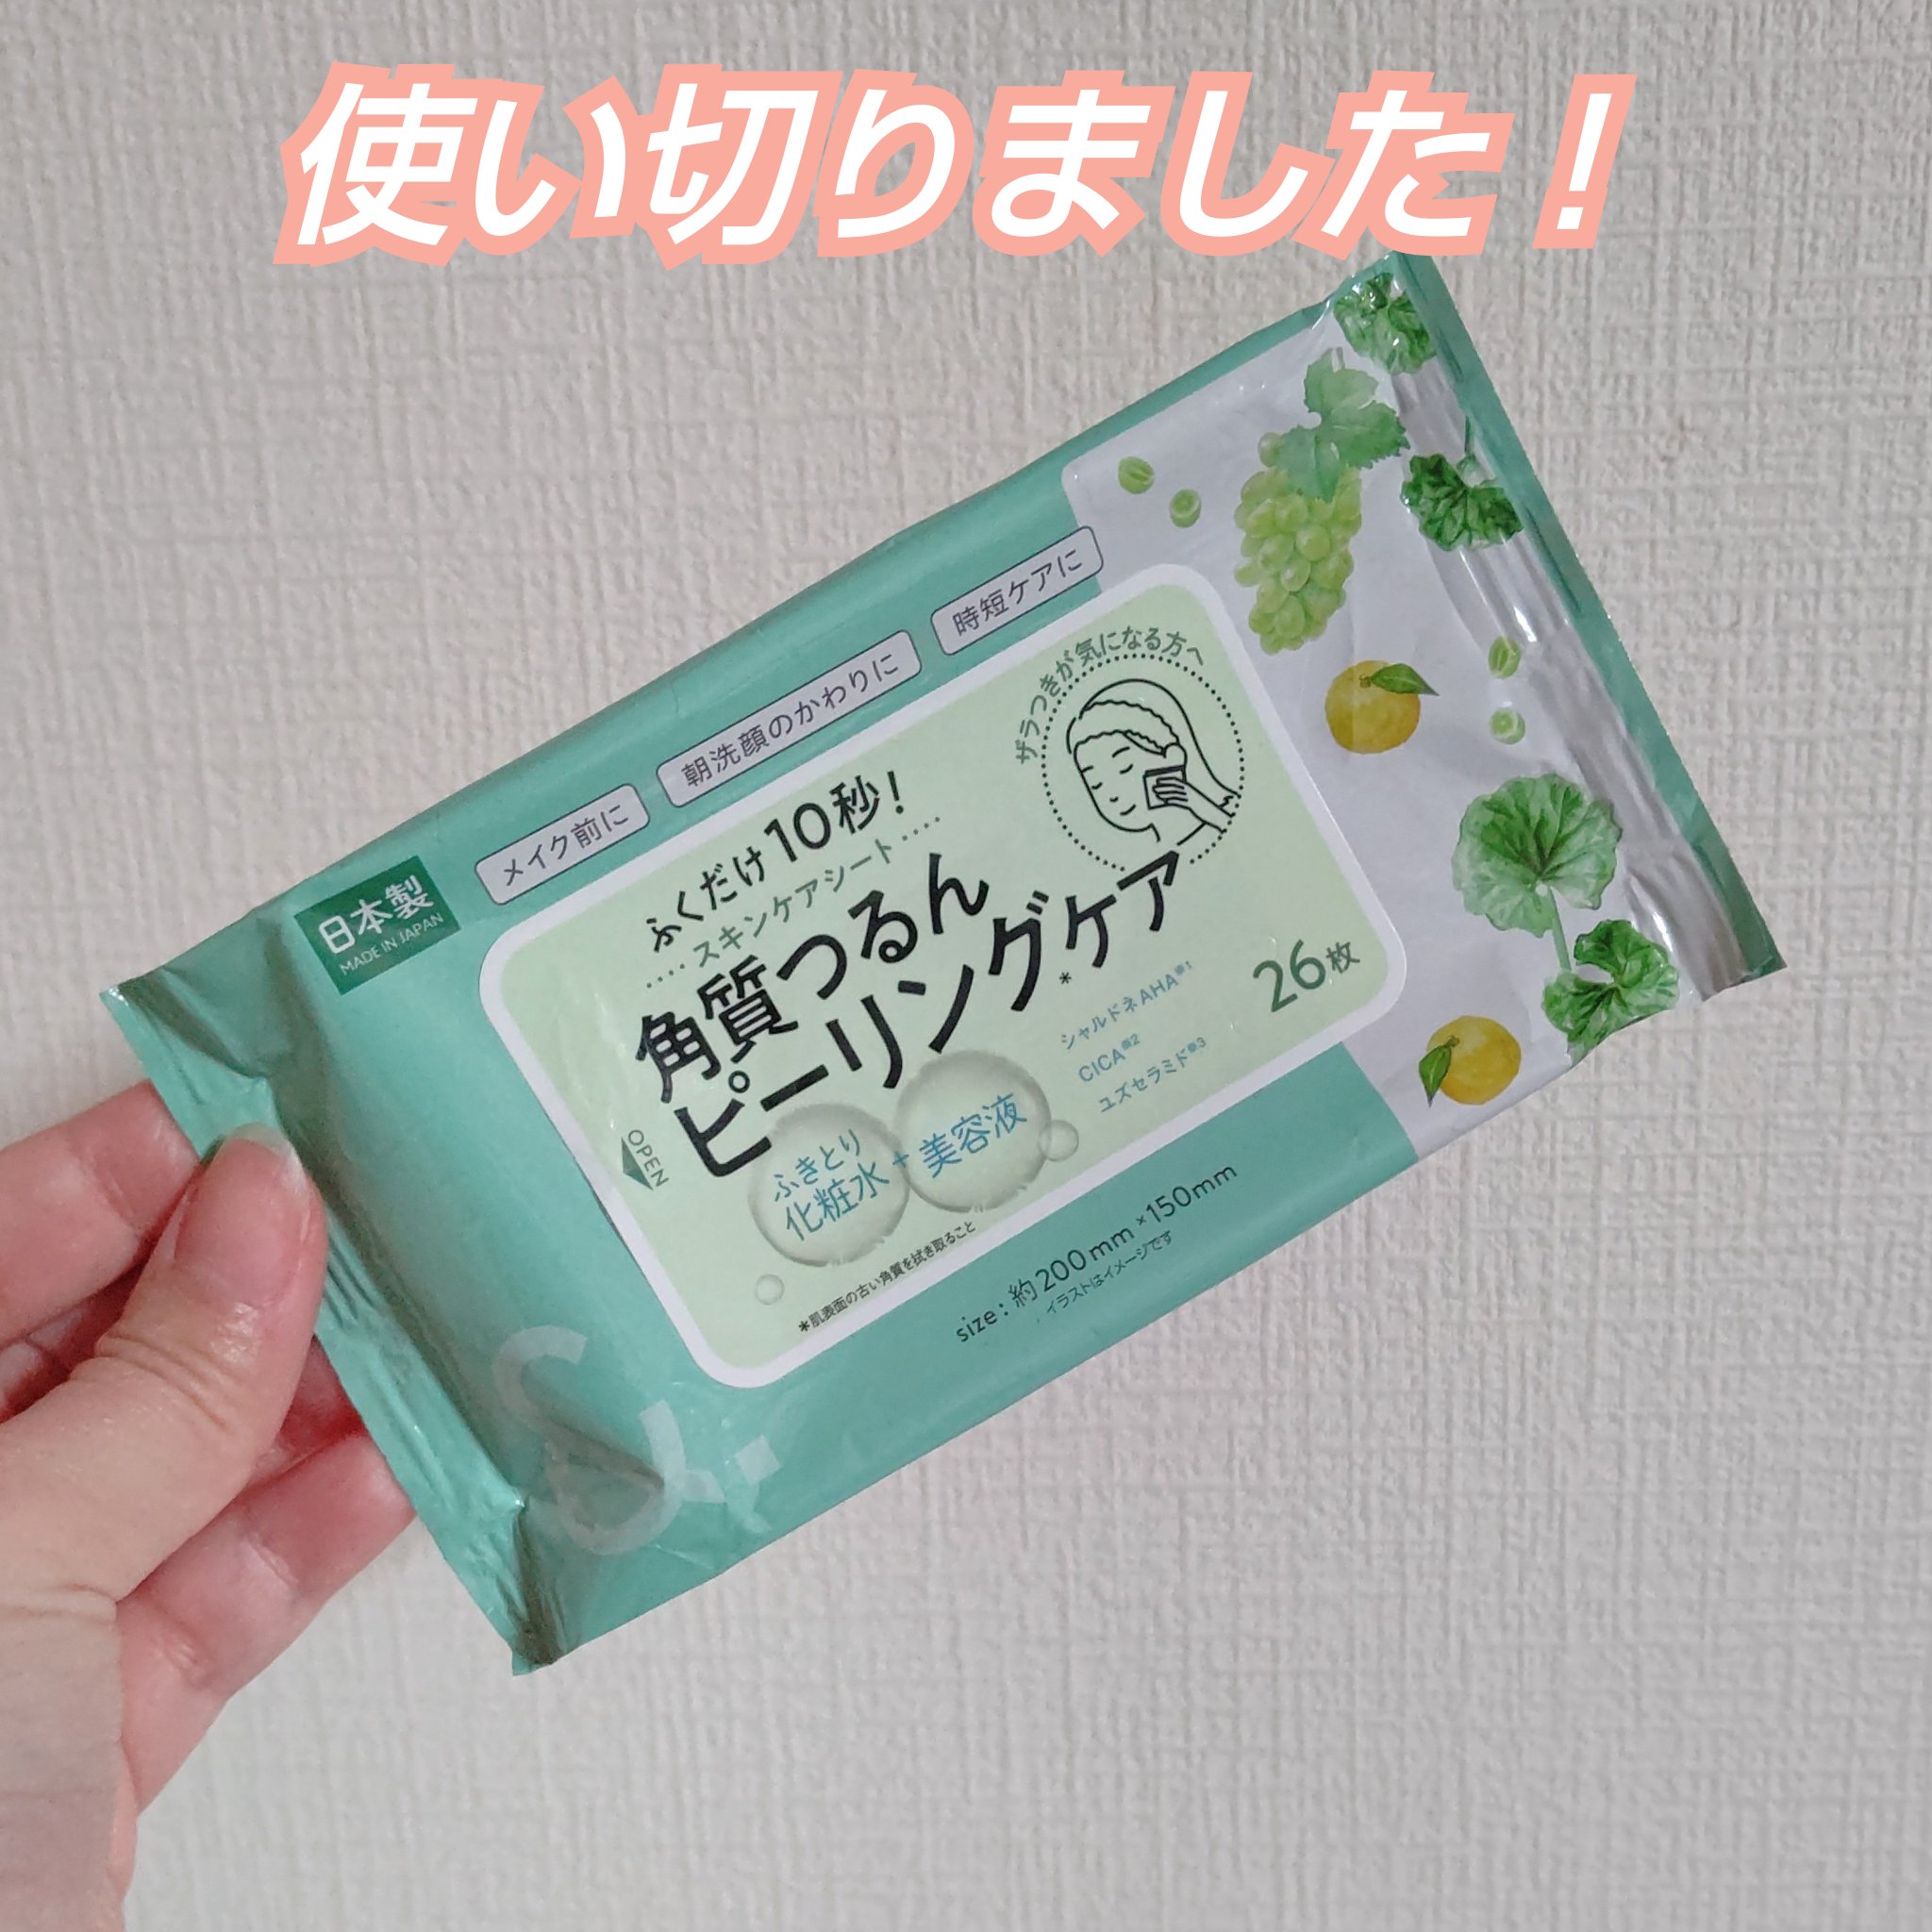 使い切りました！
日本製
MADE IN JAPAN
メイク前に
朝洗顔のかわりに
時短ケアに
ザラつきが気になる方へ
ふくだけ10秒！
スキンケアシート
角質つるん
ピーリング*ケア
シャルドネAHA※1
CICA※2
ユズセラミド※3
26枚
OPEN
ふきとり
化粧水
+
美容液
*肌表面の古い角質を拭き取ること
size:約200mm×150mm
イラストはイメージです
&.